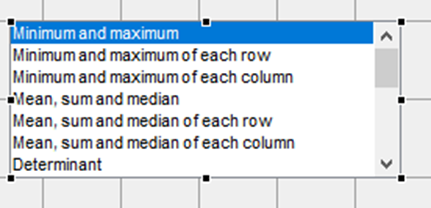 Minimum and maximum
Minimum and maximum of each row
Minimum and maximum of each column
Mean, sum and median
Mean, sum and median of each row
Mean, sum and median of each column
Determinant